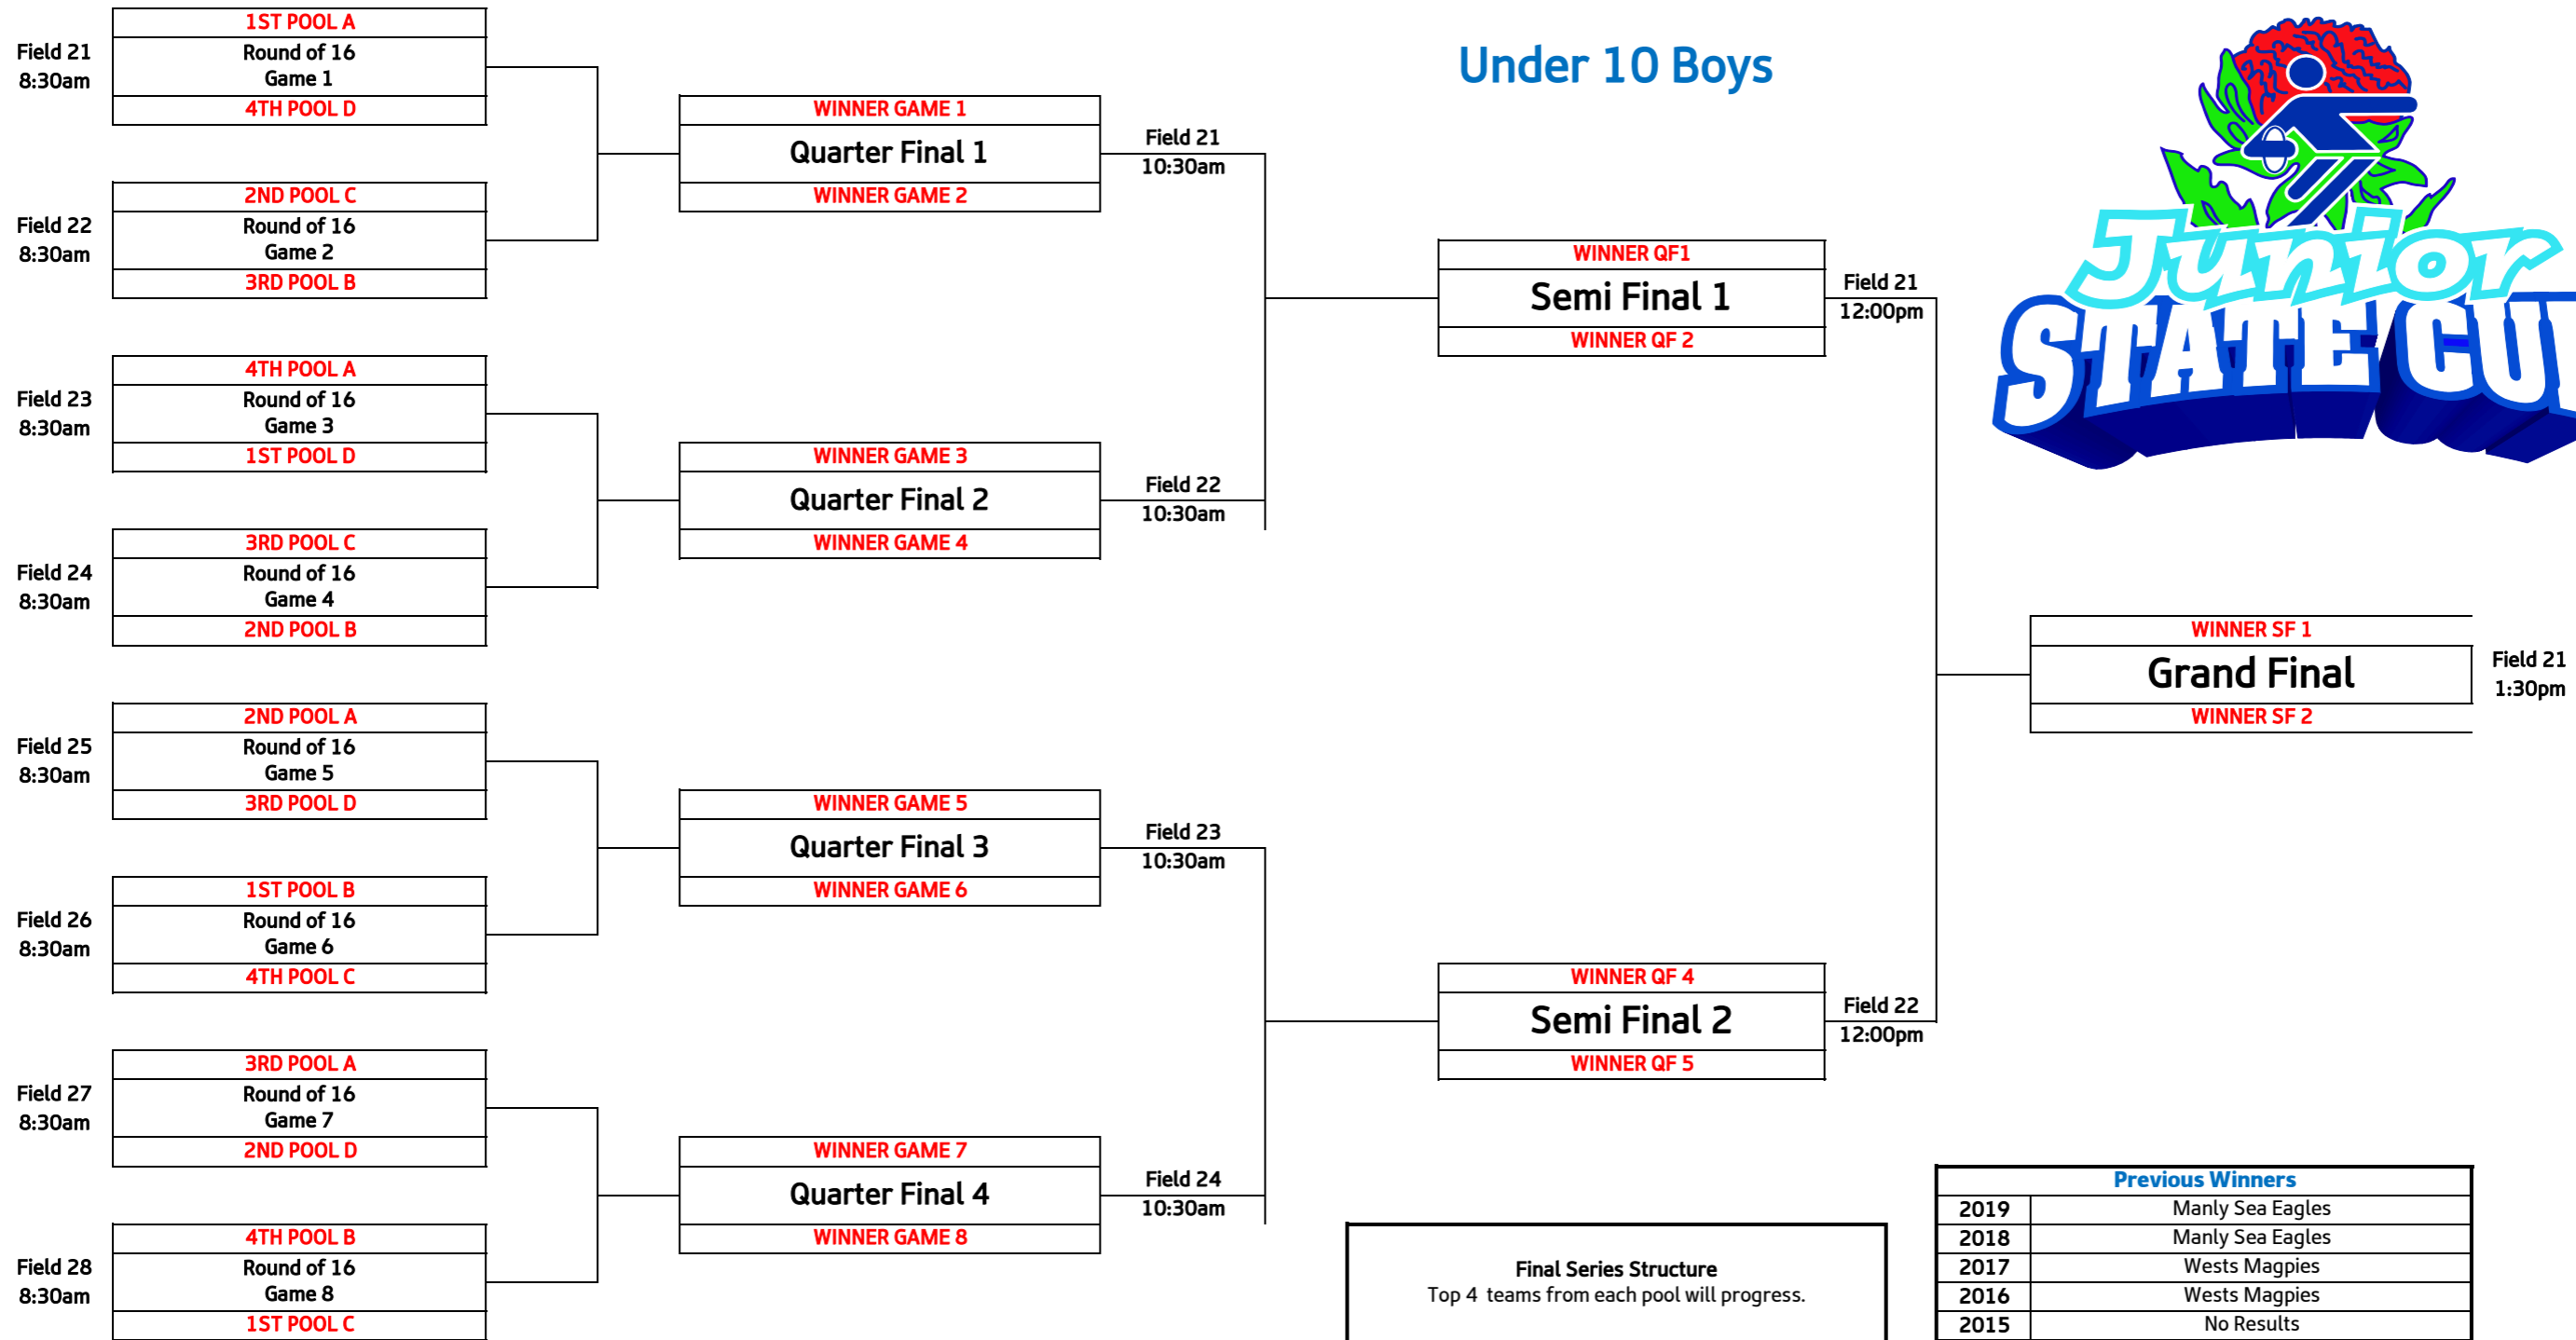 Under 10 Boys
Junior
STATE CU
1ST POOL A
Field 21
8:30am
Round of 16
Game 1
4TH POOL D
2ND POOL C
Field 22
8:30am
Round of 16
Game 2
3RD POOL B
4TH POOL A
Field 23
8:30am
Round of 16
Game 3
1ST POOL D
3RD POOL C
Field 24
8:30am
Round of 16
Game 4
2ND POOL B
2ND POOL A
Field 25
8:30am
Round of 16
Game 5
3RD POOL D
1ST POOL B
Field 26
8:30am
Round of 16
Game 6
4TH POOL C
3RD POOL A
Field 27
8:30am
Round of 16
Game 7
2ND POOL D
4TH POOL B
Field 28
8:30am
Round of 16
Game 8
1ST POOL C
WINNER GAME 1
Quarter Final 1
WINNER GAME 2
Field 21
10:30am
WINNER GAME 3
Quarter Final 2
WINNER GAME 4
Field 22
10:30am
WINNER GAME 5
Quarter Final 3
WINNER GAME 6
Field 23
10:30am
WINNER GAME 7
Quarter Final 4
WINNER GAME 8
Field 24
10:30am
WINNER QF1
Semi Final 1
WINNER QF 2
Field 21
12:00pm
WINNER QF 4
Semi Final 2
WINNER QF 5
Field 22
12:00pm
WINNER SF 1
Grand Final
WINNER SF 2
Field 21
1:30pm
Final Series Structure
Top 4 teams from each pool will progress.
Previous Winners
2019 Manly Sea Eagles
2018 Manly Sea Eagles
2017 Wests Magpies
2016 Wests Magpies
2015 No Results